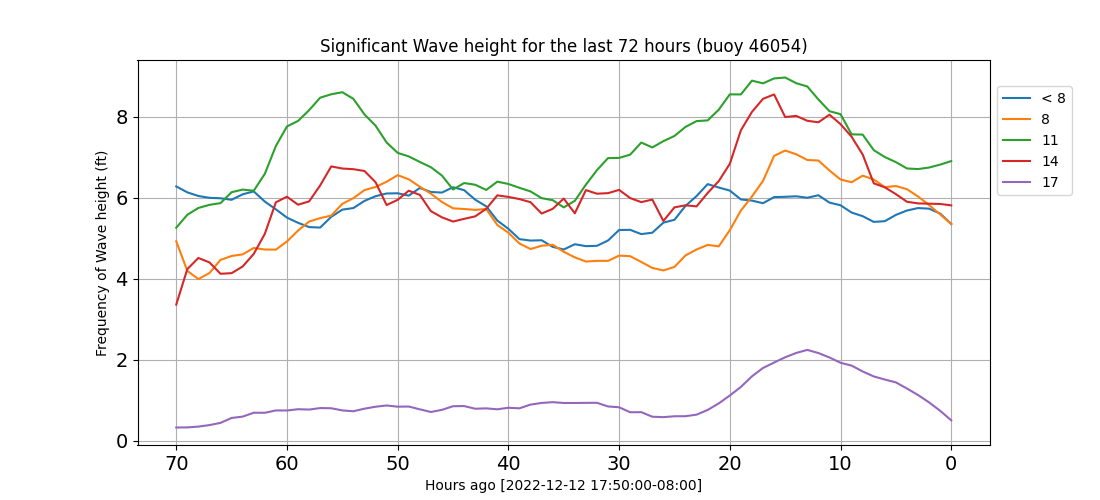 Significant Wave height for the last 72 hours (buoy 46054)
Frequency of Wave height (ft)
8
6
4
2
0
70 60 50 40 30 20 10 0
Hours ago [2022-12-12 17:50:00-08:00]
< 8
8
11
14
17